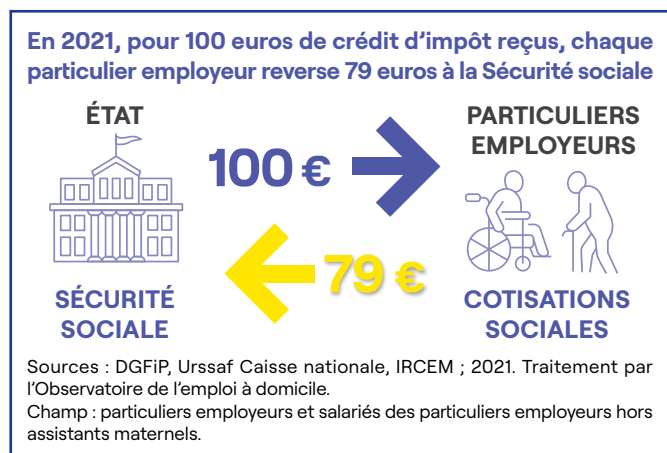 En 2021, pour 100 euros de crédit d'impôt reçus, chaque
particulier employeur reverse 79 euros à la Sécurité sociale
ÉTAT
PARTICULIERS
EMPLOYEURS
100 €
79 €
SÉCURITÉ
SOCIALE
COTISATIONS
SOCIALES
Sources : DGFiP, Urssaf Caisse nationale, IRCEM ; 2021. Traitement par
l'Observatoire de l'emploi à domicile.
Champ : particuliers employeurs et salariés des particuliers employeurs hors
assistants maternels.